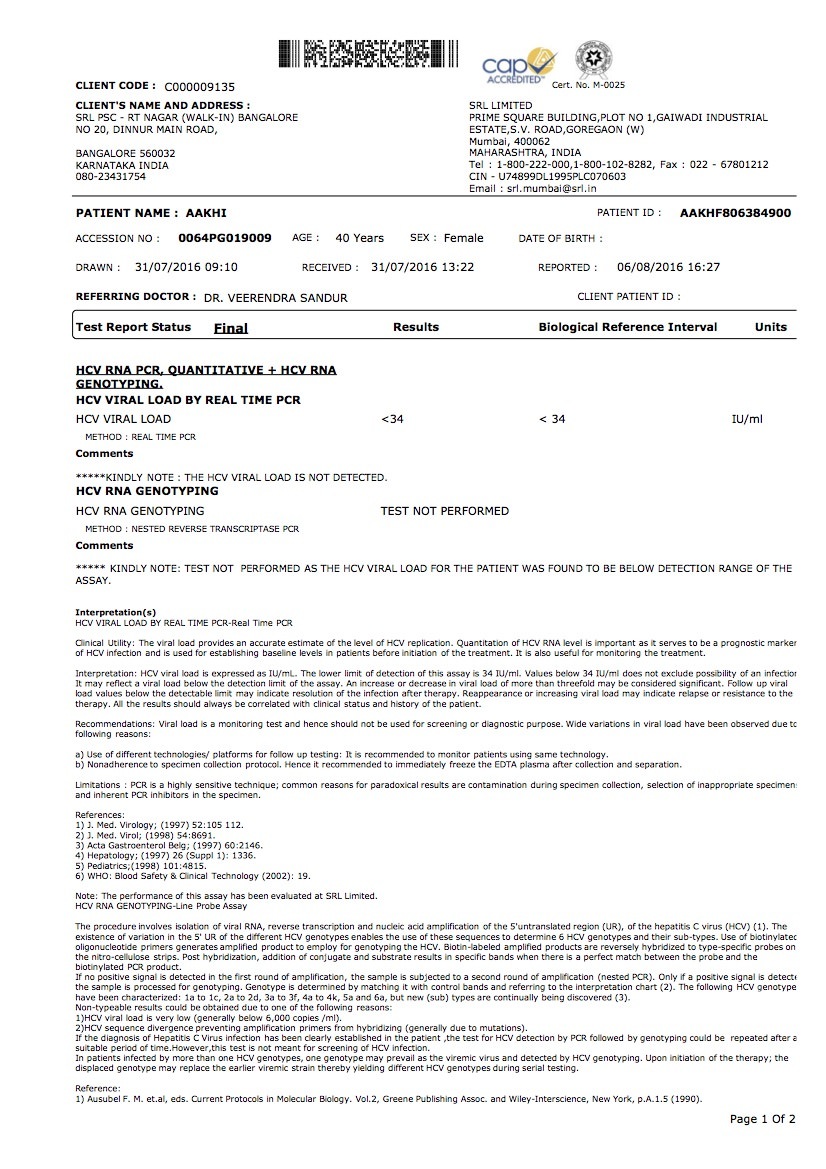 cap
ACCREDITED
Cert. No. M-0025
CLIENT CODE : C000009135
CLIENT'S NAME AND ADDRESS :
SRL PSC - RT NAGAR (WALK-IN) BANGALORE
NO 20, DINNUR MAIN ROAD,
BANGALORE 560032
KARNATAKA INDIA
080-23431754
SRL LIMITED
PRIME SQUARE BUILDING,PLOT NO 1,GAIWADI INDUSTRIAL
ESTATE,S.V. ROAD,GOREGAON (W)
Mumbai, 400062
MAHARASHTRA, INDIA
Tel : 1-800-222-000,1-800-102-8282, Fax : 022 - 67801212
CIN - U74899DL1995PLC070603
Email : srl.mumbai@srl.in
PATIENT NAME : AAKHI PATIENT ID : AAKHF806384900
ACCESSION NO : 0064PG019009 AGE : 40 Years SEX : Female DATE OF BIRTH :
DRAWN : 31/07/2016 09:10 RECEIVED : 31/07/2016 13:22 REPORTED : 06/08/2016 16:27
REFERRING DOCTOR : DR. VEERENDRA SANDUR CLIENT PATIENT ID :
Test Report Status Final Results Biological Reference Interval Units
HCV RNA PCR, QUANTITATIVE + HCV RNA
GENOTYPING.
HCV VIRAL LOAD BY REAL TIME PCR
HCV VIRAL LOAD <34 < 34 IU/ml
METHOD : REAL TIME PCR
Comments
*****KINDLY NOTE : THE HCV VIRAL LOAD IS NOT DETECTED.
HCV RNA GENOTYPING
HCV RNA GENOTYPING TEST NOT PERFORMED
METHOD : NESTED REVERSE TRANSCRIPTASE PCR
Comments
***** KINDLY NOTE: TEST NOT PERFORMED AS THE HCV VIRAL LOAD FOR THE PATIENT WAS FOUND TO BE BELOW DETECTION RANGE OF THE
ASSAY.
Interpretation(s)
HCV VIRAL LOAD BY REAL TIME PCR-Real Time PCR
Clinical Utility: The viral load provides an accurate estimate of the level of HCV replication. Quantitation of HCV RNA level is important as it serves to be a prognostic marker
of HCV infection and is used for establishing baseline levels in patients before initiation of the treatment. It is also useful for monitoring the treatment.
Interpretation: HCV viral load is expressed as IU/mL. The lower limit of detection of this assay is 34 IU/ml. Values below 34 IU/ml does not exclude possibility of an infection
It may reflect a viral load below the detection limit of the assay. An increase or decrease in viral load of more than threefold may be considered significant. Follow up viral
load values below the detectable limit may indicate resolution of the infection after therapy. Reappearance or increasing viral load may indicate relapse or resistance to the
therapy. All the results should always be correlated with clinical status and history of the patient.
Recommendations: Viral load is a monitoring test and hence should not be used for screening or diagnostic purpose. Wide variations in viral load have been observed due to
following reasons:
a) Use of different technologies/ platforms for follow up testing: It is recommended to monitor patients using same technology.
b) Nonadherence to specimen collection protocol. Hence it recommended to immediately freeze the EDTA plasma after collection and separation.
Limitations : PCR is a highly sensitive technique; common reasons for paradoxical results are contamination during specimen collection, selection of inappropriate specimens
and inherent PCR inhibitors in the specimen.
References:
1) J. Med. Virology; (1997) 52:105 112.
2) J. Med. Virol; (1998) 54:8691.
3) Acta Gastroenterol Belg; (1997) 60:2146.
4) Hepatology; (1997) 26 (Suppl 1): 1336.
5) Pediatrics;(1998) 101:4815.
6) WHO: Blood Safety & Clinical Technology (2002): 19.
Note: The performance of this assay has been evaluated at SRL Limited.
HCV RNA GENOTYPING-Line Probe Assay
The procedure involves isolation of viral RNA, reverse transcription and nucleic acid amplification of the 5'untranslated region (UR), of the hepatitis C virus (HCV) (1). The
existence of variation in the 5' UR of the different HCV genotypes enables the use of these sequences to determine 6 HCV genotypes and their sub-types. Use of biotinylated
oligonucleotide primers generates amplified product to employ for genotyping the HCV. Biotin-labeled amplified products are reversely hybridized to type-specific probes on
the nitro-cellulose strips. Post hybridization, addition of conjugate and substrate results in specific bands when there is a perfect match between the probe and the
biotinylated PCR product.
If no positive signal is detected in the first round of amplification, the sample is subjected to a second round of amplification (nested PCR). Only if a positive signal is detecte
the sample is processed for genotyping. Genotype is determined by matching it with control bands and referring to the interpretation chart (2). The following HCV genotype
have been characterized: 1a to 1c, 2a to 2d, 3a to 3f, 4a to 4k, 5a and 6a, but new (sub) types are continually being discovered (3).
Non-typeable results could be obtained due to one of the following reasons:
1)HCV viral load is very low (generally below 6,000 copies /ml).
2)HCV sequence divergence preventing amplification primers from hybridizing (generally due to mutations).
If the diagnosis of Hepatitis C Virus infection has been clearly established in the patient ,the test for HCV detection by PCR followed by genotyping could be repeated after a
suitable period of time.However,this test is not meant for screening of HCV infection.
In patients infected by more than one HCV genotypes, one genotype may prevail as the viremic virus and detected by HCV genotyping. Upon initiation of the therapy; the
displaced genotype may replace the earlier viremic strain thereby yielding different HCV genotypes during serial testing.
Reference:
1) Ausubel F. M. et.al, eds. Current Protocols in Molecular Biology. Vol.2, Greene Publishing Assoc. and Wiley-Interscience, New York, p.A.1.5 (1990).
Page 1 Of 2